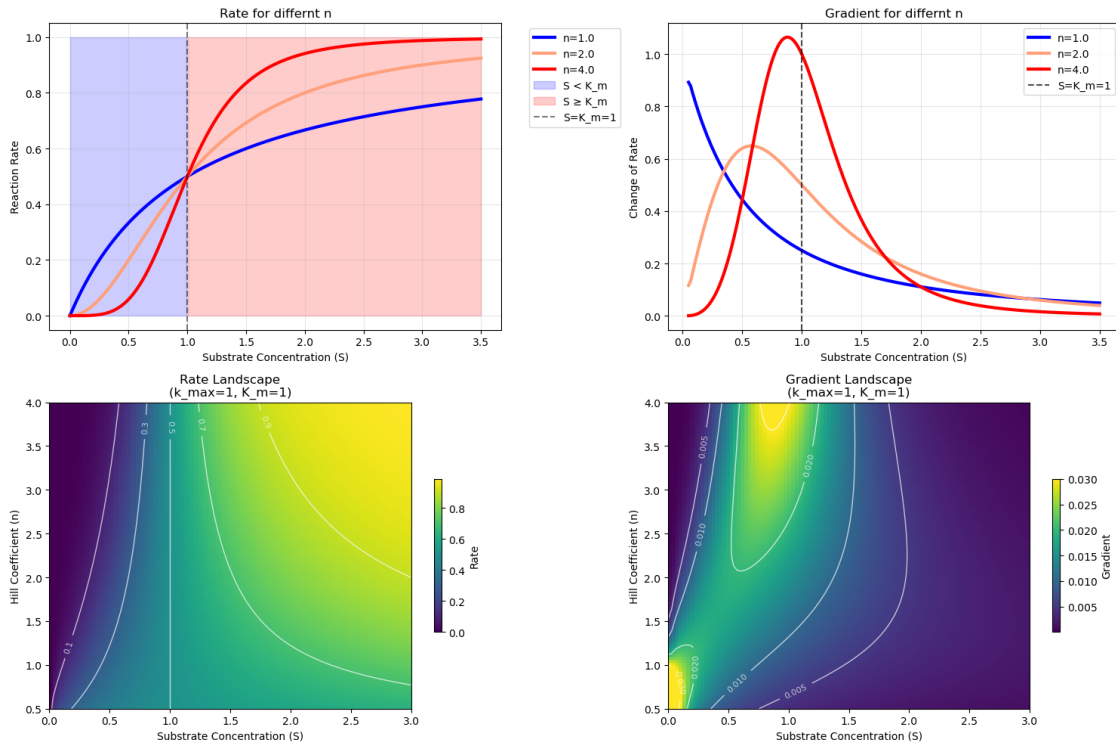 Rate for differnt n
1.0
0.8
0.6
0.4
0.2
0.0
Reaction Rate
0.0 0.5 1.0 1.5 2.0 2.5 3.0 3.5
Substrate Concentration (S)
n=1.0
n=2.0
n=4.0
S < K_m
S ≥ K_m
S=K_m=1
Gradient for differnt n
1.0
0.8
0.6
0.4
0.2
0.0
Change of Rate
0.0 0.5 1.0 1.5 2.0 2.5 3.0 3.5
Substrate Concentration (S)
n=1.0
n=2.0
n=4.0
S=K_m=1
Rate Landscape
(k_max=1, K_m=1)
4.0
3.5
3.0
2.5
2.0
1.5
1.0
0.5
Hill Coefficient (n)
0.1
0.3
0.5
0.7
0.9
0.0 0.5 1.0 1.5 2.0 2.5 3.0
Substrate Concentration (S)
0.8
0.6
0.4
0.2
0.0
Rate
Gradient Landscape
(k_max=1, K_m=1)
4.0
3.5
3.0
2.5
2.0
1.5
1.0
0.5
Hill Coefficient (n)
0.005
0.010
0.020
0.020
0.010
0.005
0.0 0.5 1.0 1.5 2.0 2.5 3.0
Substrate Concentration (S)
0.030
0.025
0.020
0.015
0.010
0.005
Gradient